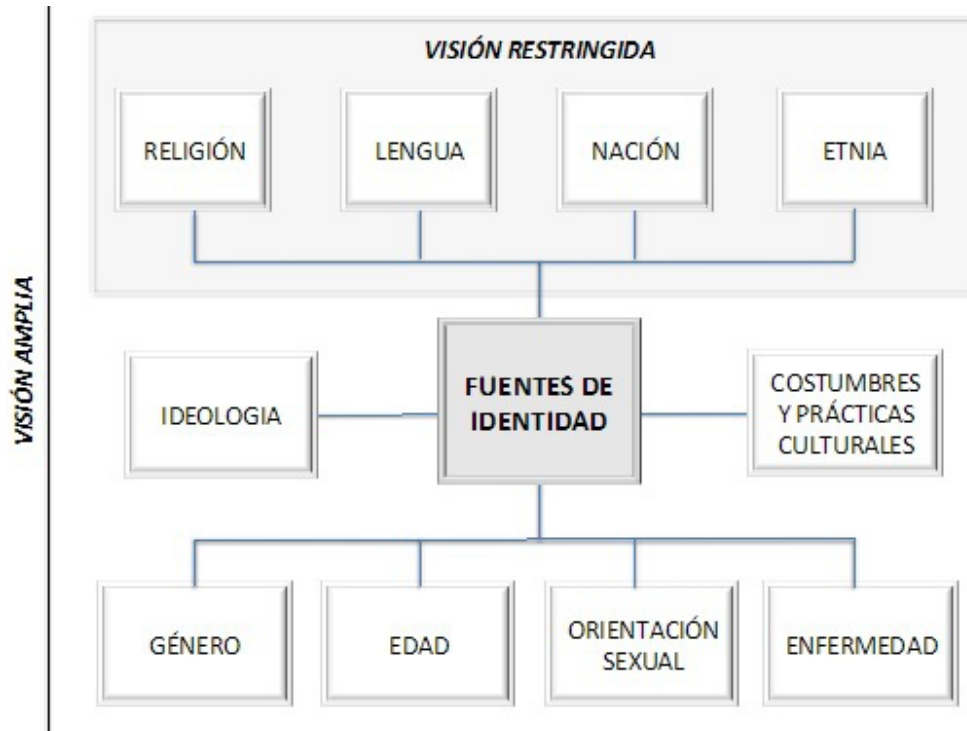 VISIÓN RESTRINGIDA
RELIGIÓN
LENGUA
NACIÓN
ETNIA
VISIÓN AMPLIA
IDEOLOGIA
FUENTES DE
IDENTIDAD
COSTUMBRES
Y PRÁCTICAS
CULTURALES
GÉNERO
EDAD
ORIENTACIÓN
SEXUAL
ENFERMEDAD